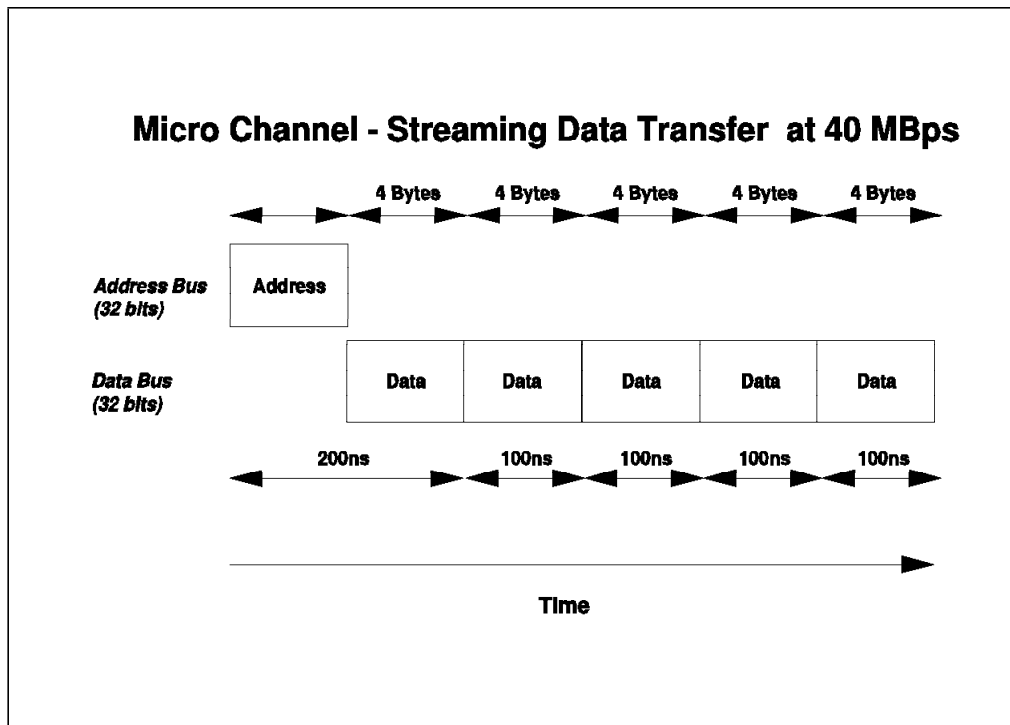 Micro Channel - Streaming Data Transfer at 40 MBps
4 Bytes 4 Bytes 4 Bytes 4 Bytes 4 Bytes
Address Bus
(32 bits)
Address
Data Bus
(32 bits)
Data Data Data Data Data
200ns 100ns 100ns 100ns 100ns
Time